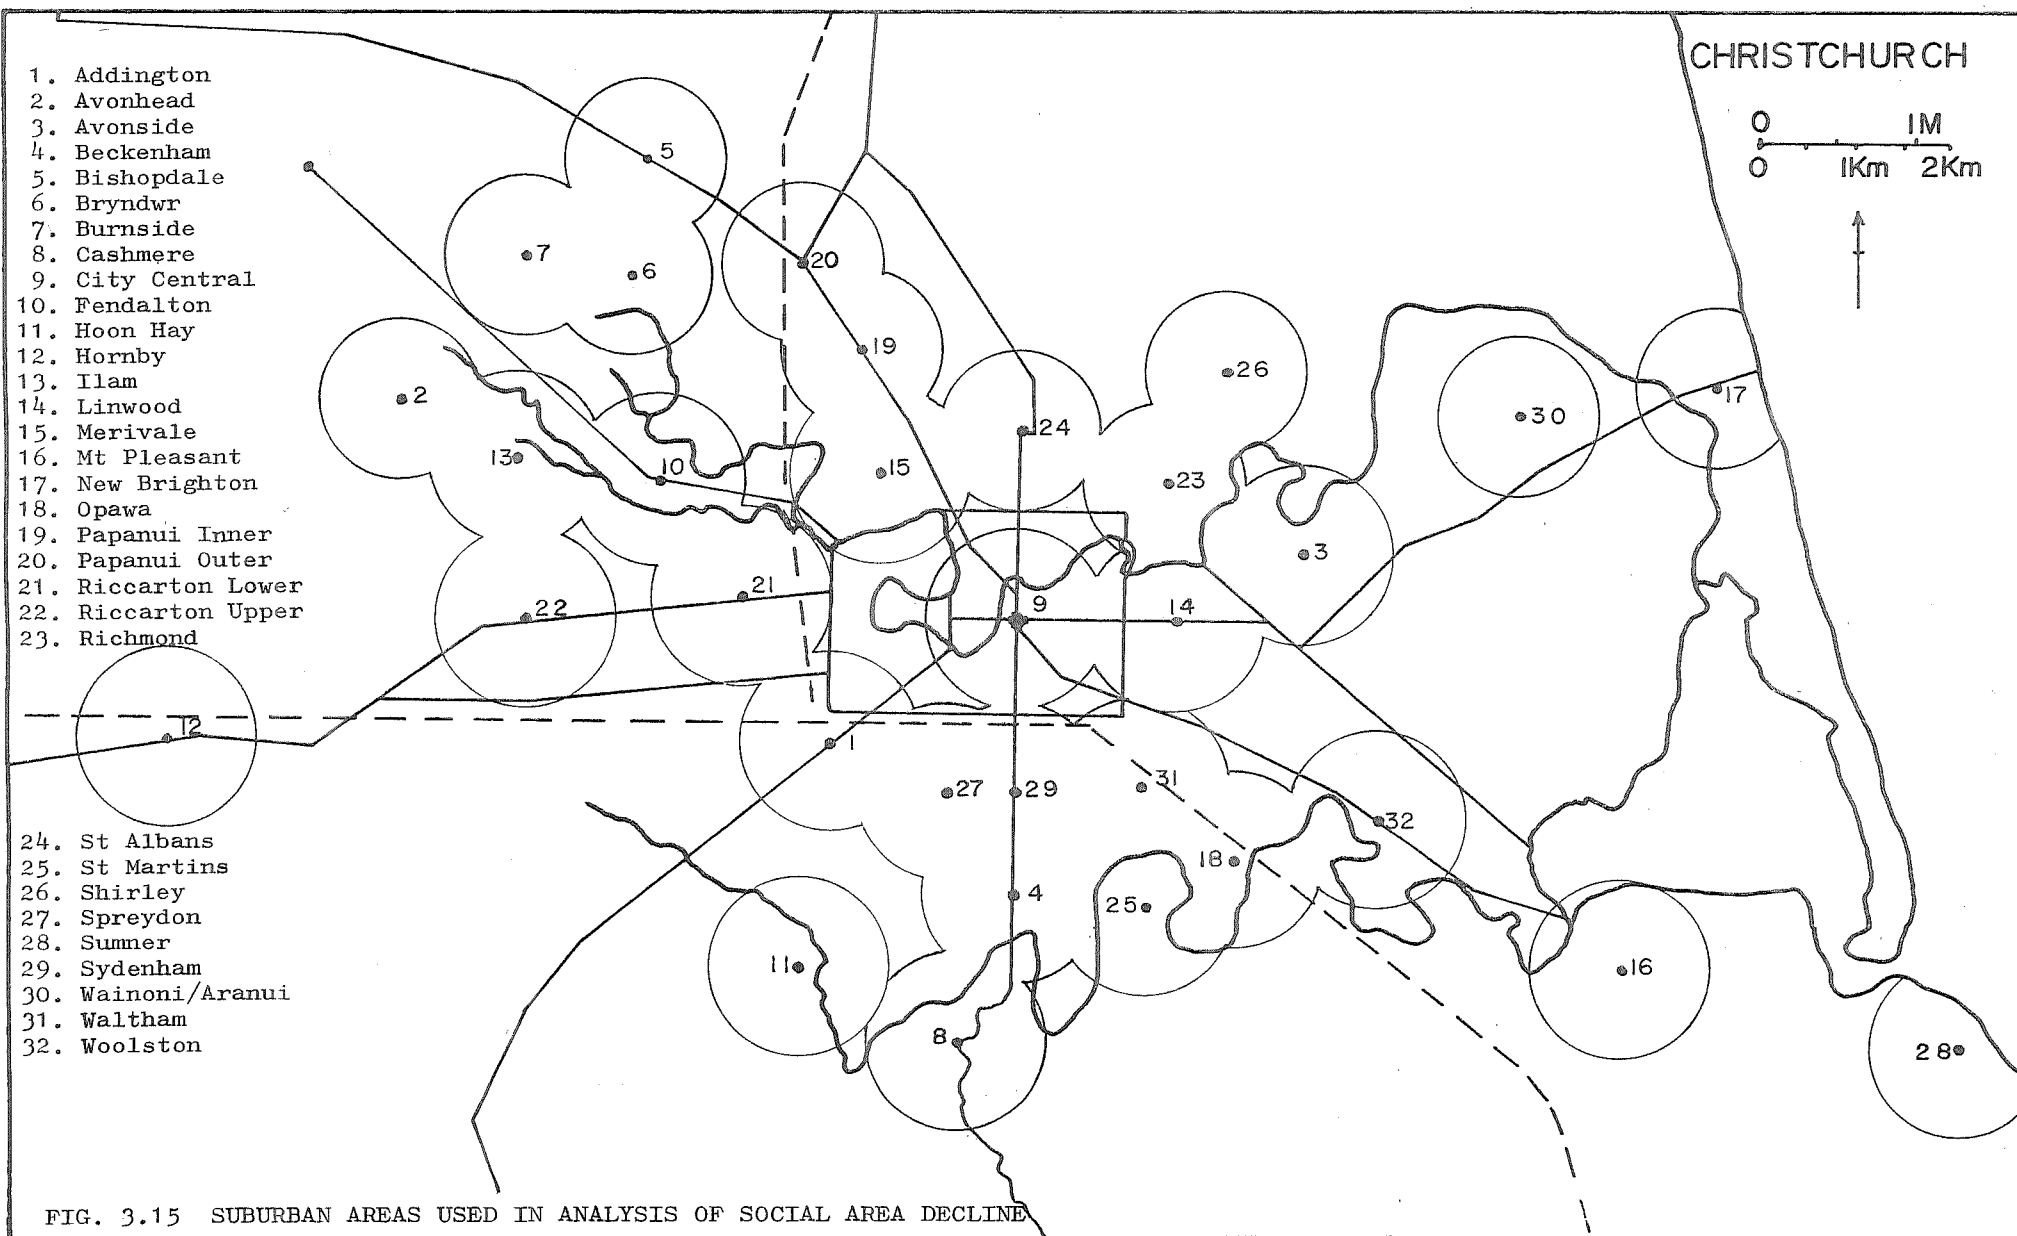 CHRISTCHURCH
0 1M
0 1Km 2Km
1. Addington
2. Avonhead
3. Avonside
4. Beckenham
5. Bishopdale
6. Bryndwr
7. Burnside
8. Cashmere
9. City Central
10. Fendalton
11. Hoon Hay
12. Hornby
13. Ilam
14. Linwood
15. Merivale
16. Mt Pleasant
17. New Brighton
18. Opawa
19. Papanui Inner
20. Papanui Outer
21. Riccarton Lower
22. Riccarton Upper
23. Richmond
24. St Albans
25. St Martins
26. Shirley
27. Spreydon
28. Sumner
29. Sydenham
30. Wainoni/Aranui
31. Waltham
32. Woolston
5
7
6
20
19
26
2
17
30
24
13
10
15
23
3
21
22
9
14
12
1
27
29
31
32
18
4
25
11
16
8
28
FIG. 3.15 SUBURBAN AREAS USED IN ANALYSIS OF SOCIAL AREA DECLINE